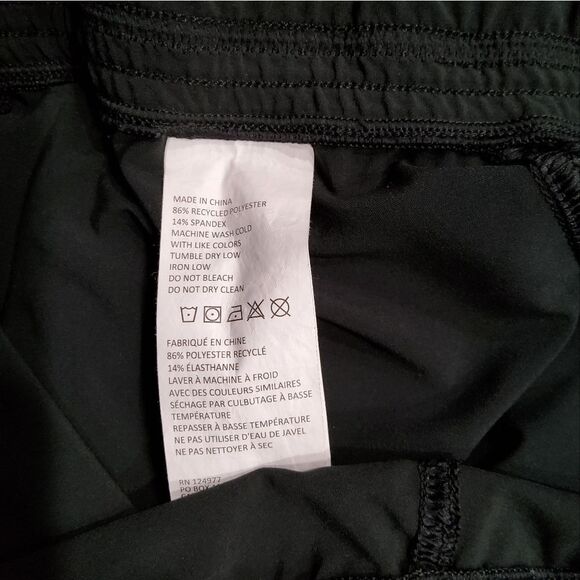 MADE IN CHINA
86% RECYCLED POLYESTER
14% SPANDEX
MACHINE WASH COLD
WITH LIKE COLORS
TUMBLE DRY LOW
IRON LOW
DO NOT BLEACH
DO NOT DRY CLEAN
FABRIQUÉ EN CHINE
86% POLYESTER RECYCLÉ
14% ÉLASTHANNE
LAVER À MACHINE À FROID
AVEC DES COULEURS SIMILAIRES
SÉCHAGE PAR CULBUTAGE À BASSE
TEMPÉRATURE
REPASSER À BASSE TEMPÉRATURE
NE PAS UTILISER D'EAU DE JAVEL
NE PAS NETTOYER À SEC
RN 124977
PO BOX